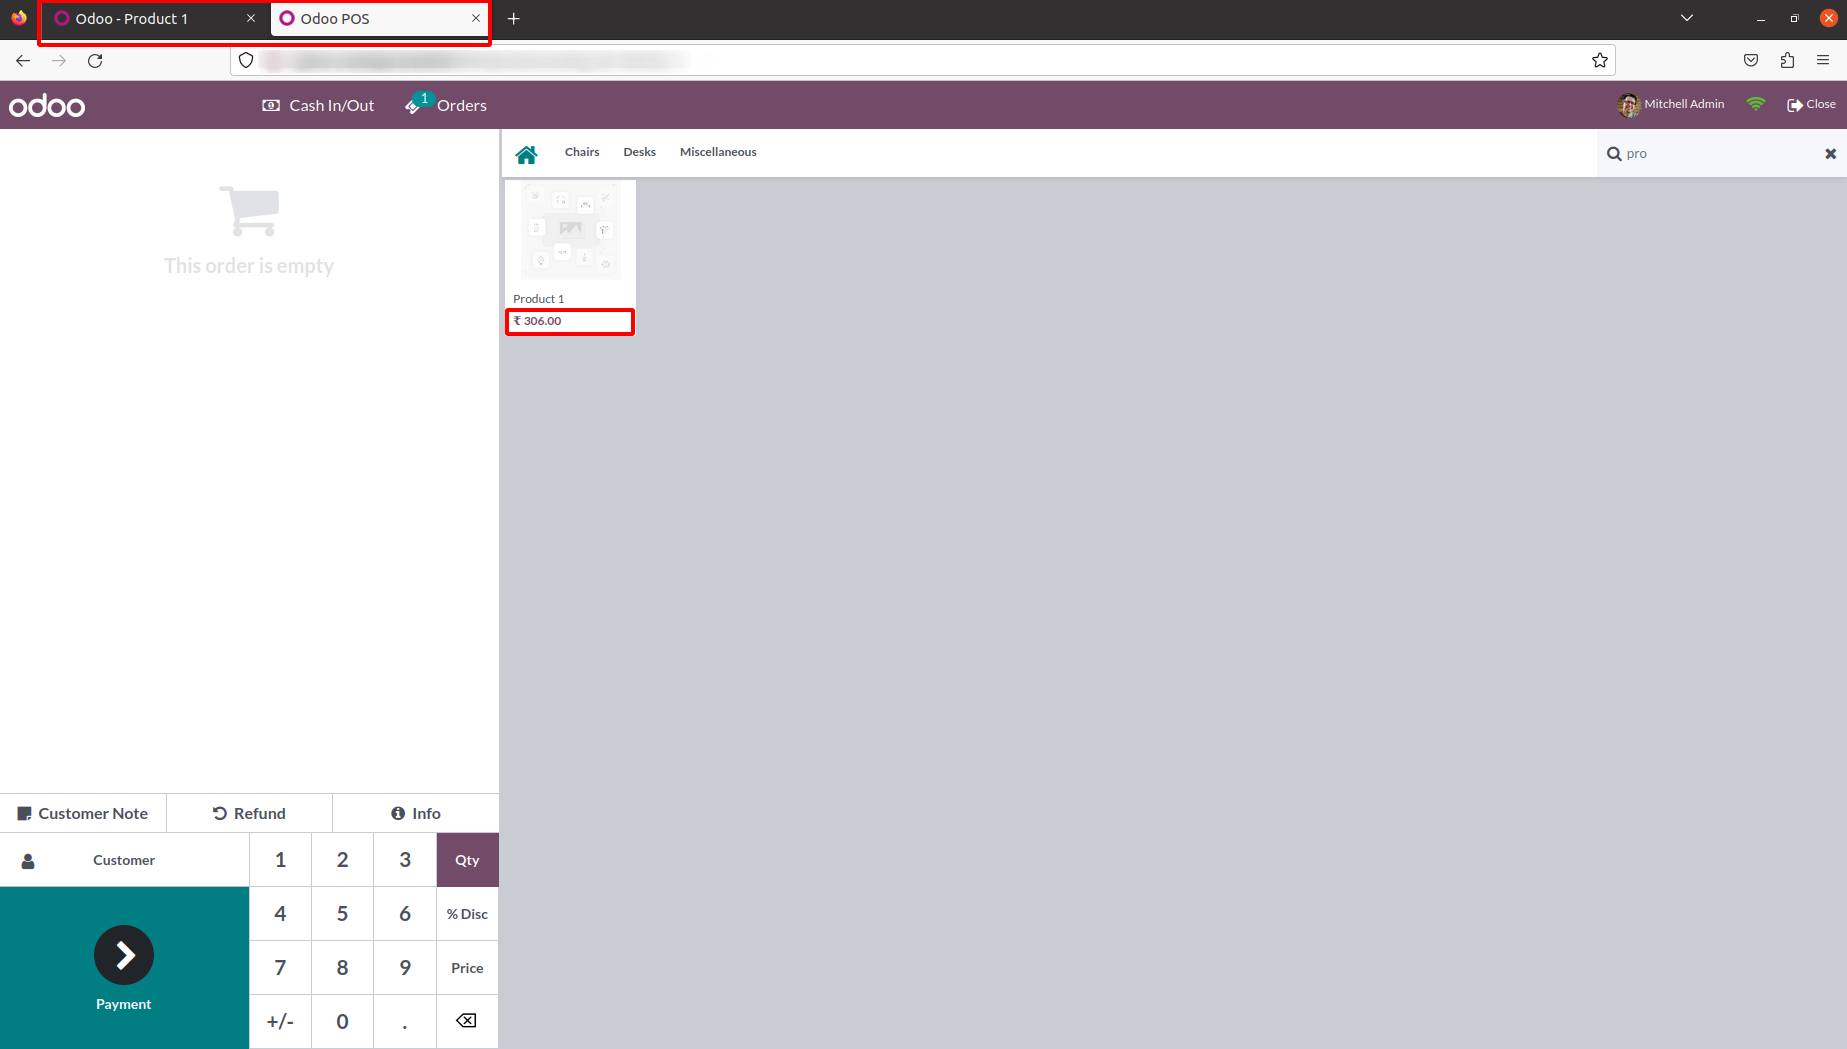 Odoo - Product 1
Odoo POS
odoo
Cash In/Out
1
Orders
Mitchell Admin
Close
Chairs
Desks
Miscellaneous
pro
This order is empty
Product 1
₹ 306.00
Customer Note
Refund
Info
Customer
1
2
3
Qty
4
5
6
% Disc
7
8
9
Price
Payment
+/-
0
.